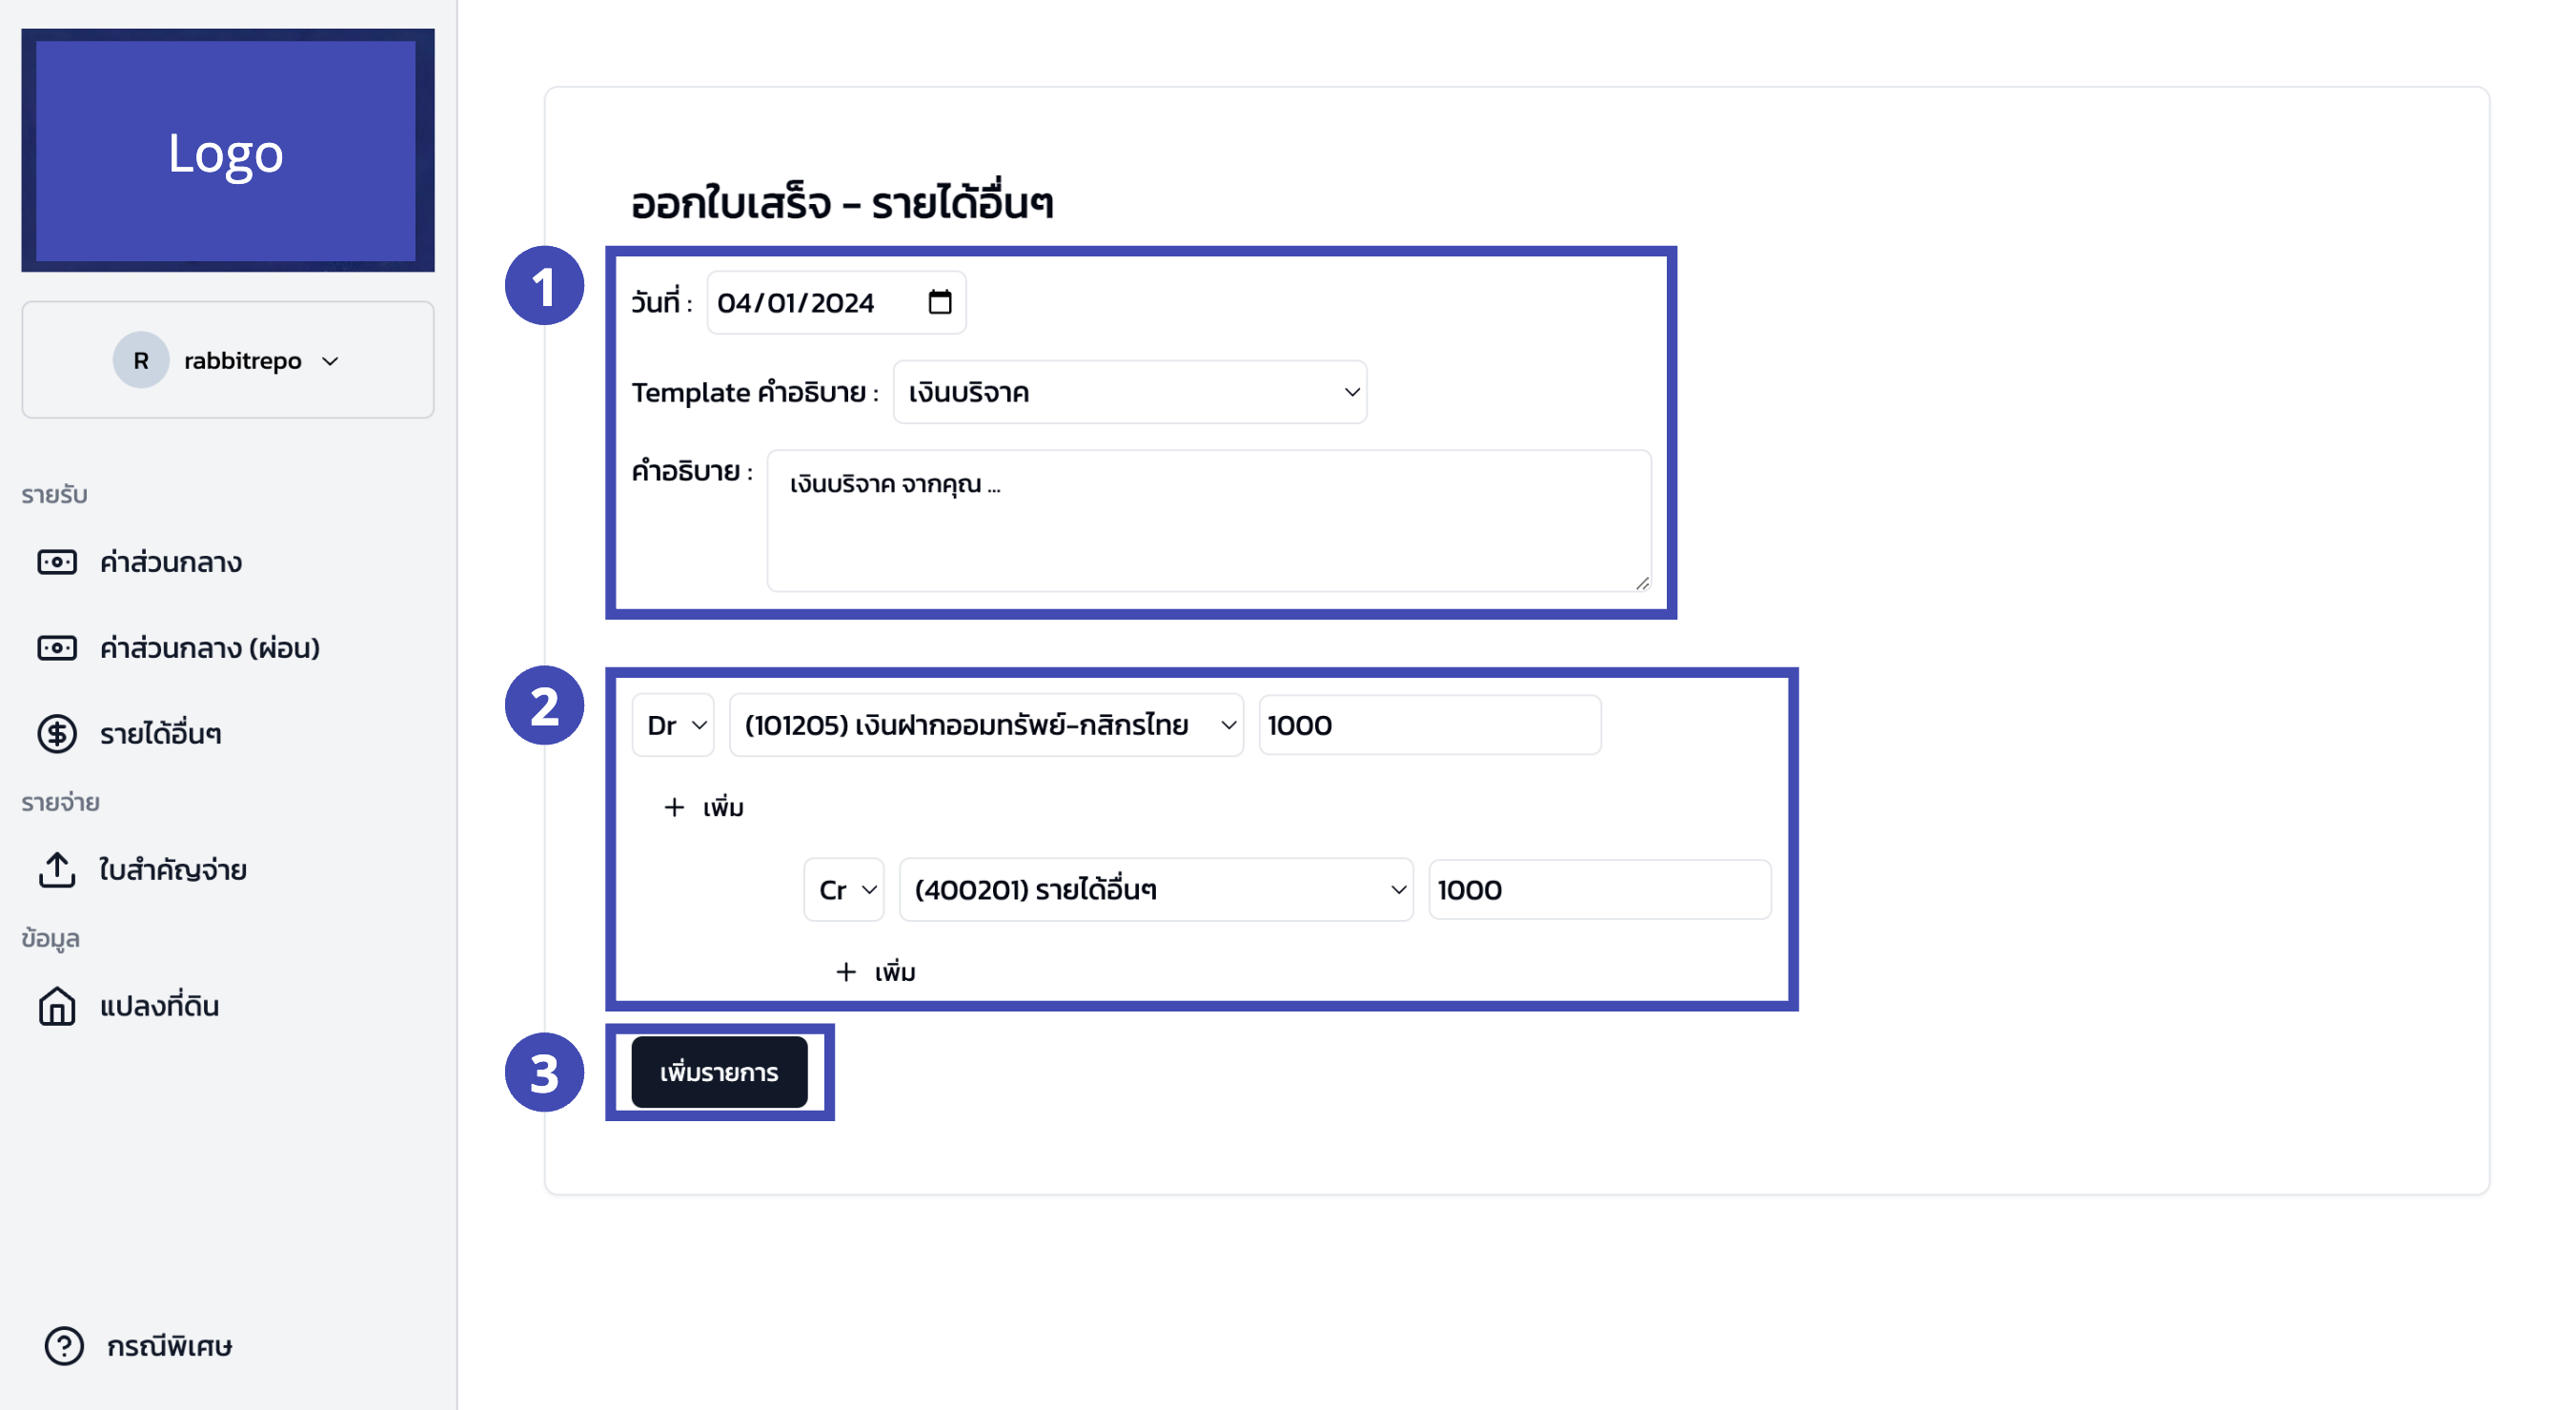 Logo
R rabbitrepo
รายรับ
ค่าส่วนกลาง
ค่าส่วนกลาง (ผ่อน)
รายได้อื่นๆ
รายจ่าย
ใบสำคัญจ่าย
ข้อมูล
แปลงที่ดิน
กรณีพิเศษ
ออกใบเสร็จ - รายได้อื่นๆ
1
วันที่ : 04/01/2024
Template คำอธิบาย : เงินบริจาค
คำอธิบาย : เงินบริจาค จากคุณ ...
2
Dr (101205) เงินฝากออมทรัพย์-กสิกรไทย 1000
+ เพิ่ม
Cr (400201) รายได้อื่นๆ 1000
+ เพิ่ม
3
เพิ่มรายการ